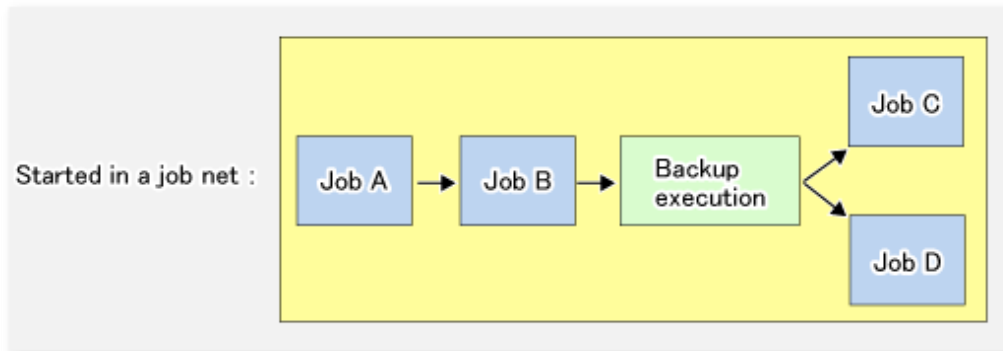 Started in a job net :
Job A
Job B
Backup
execution
Job C
Job D